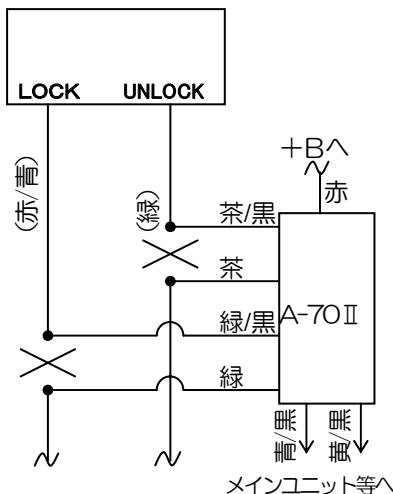 LOCK UNLOCK
+Bへ
赤
(赤/青)
(緑)
茶/黒
茶
A-70Ⅱ
緑/黒
緑
青/黒
黄/黒
メインユニット等へ